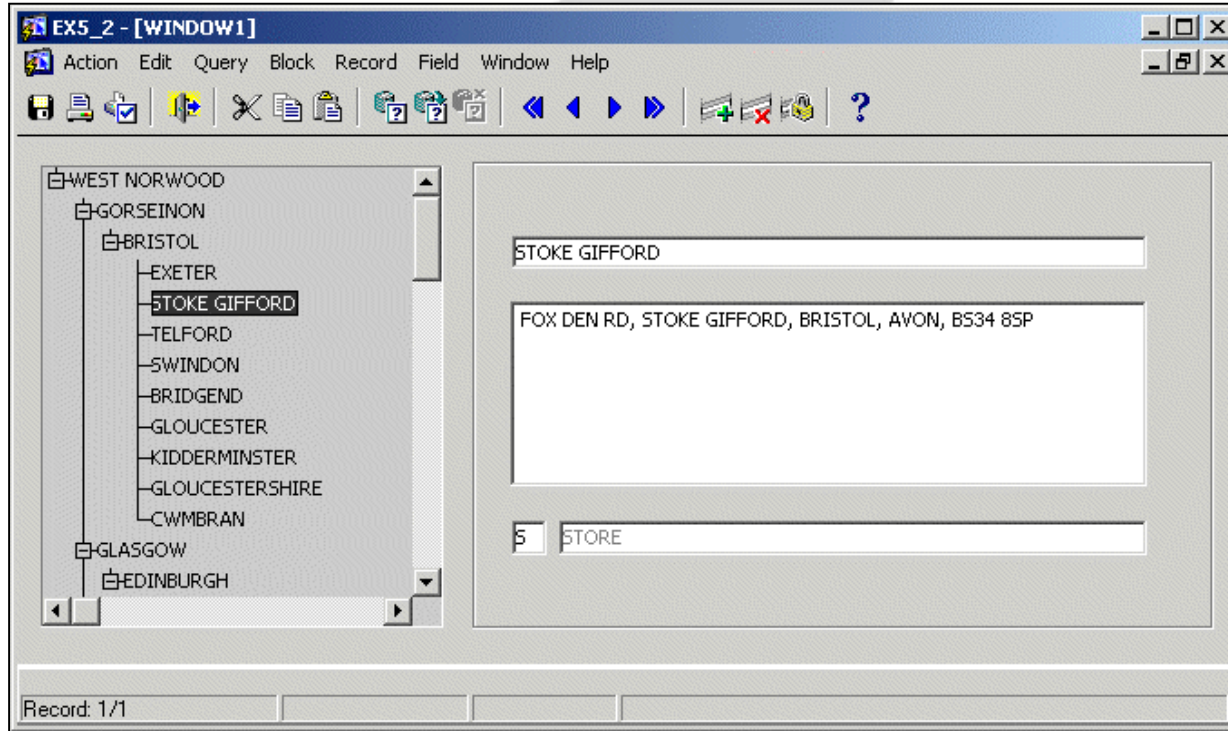 EX5_2 - [WINDOW1]
Action Edit Query Block Record Field Window Help
WEST NORWOOD
GORSEINON
BRISTOL
EXETER
STOKE GIFFORD
TELFORD
SWINDON
BRIDGEND
GLOUCESTER
KIDDERMINSTER
GLOUCESTERSHIRE
CWMBRAN
GLASGOW
EDINBURGH
STOKE GIFFORD
FOX DEN RD, STOKE GIFFORD, BRISTOL, AVON, BS34 8SP
S STORE
Record: 1/1